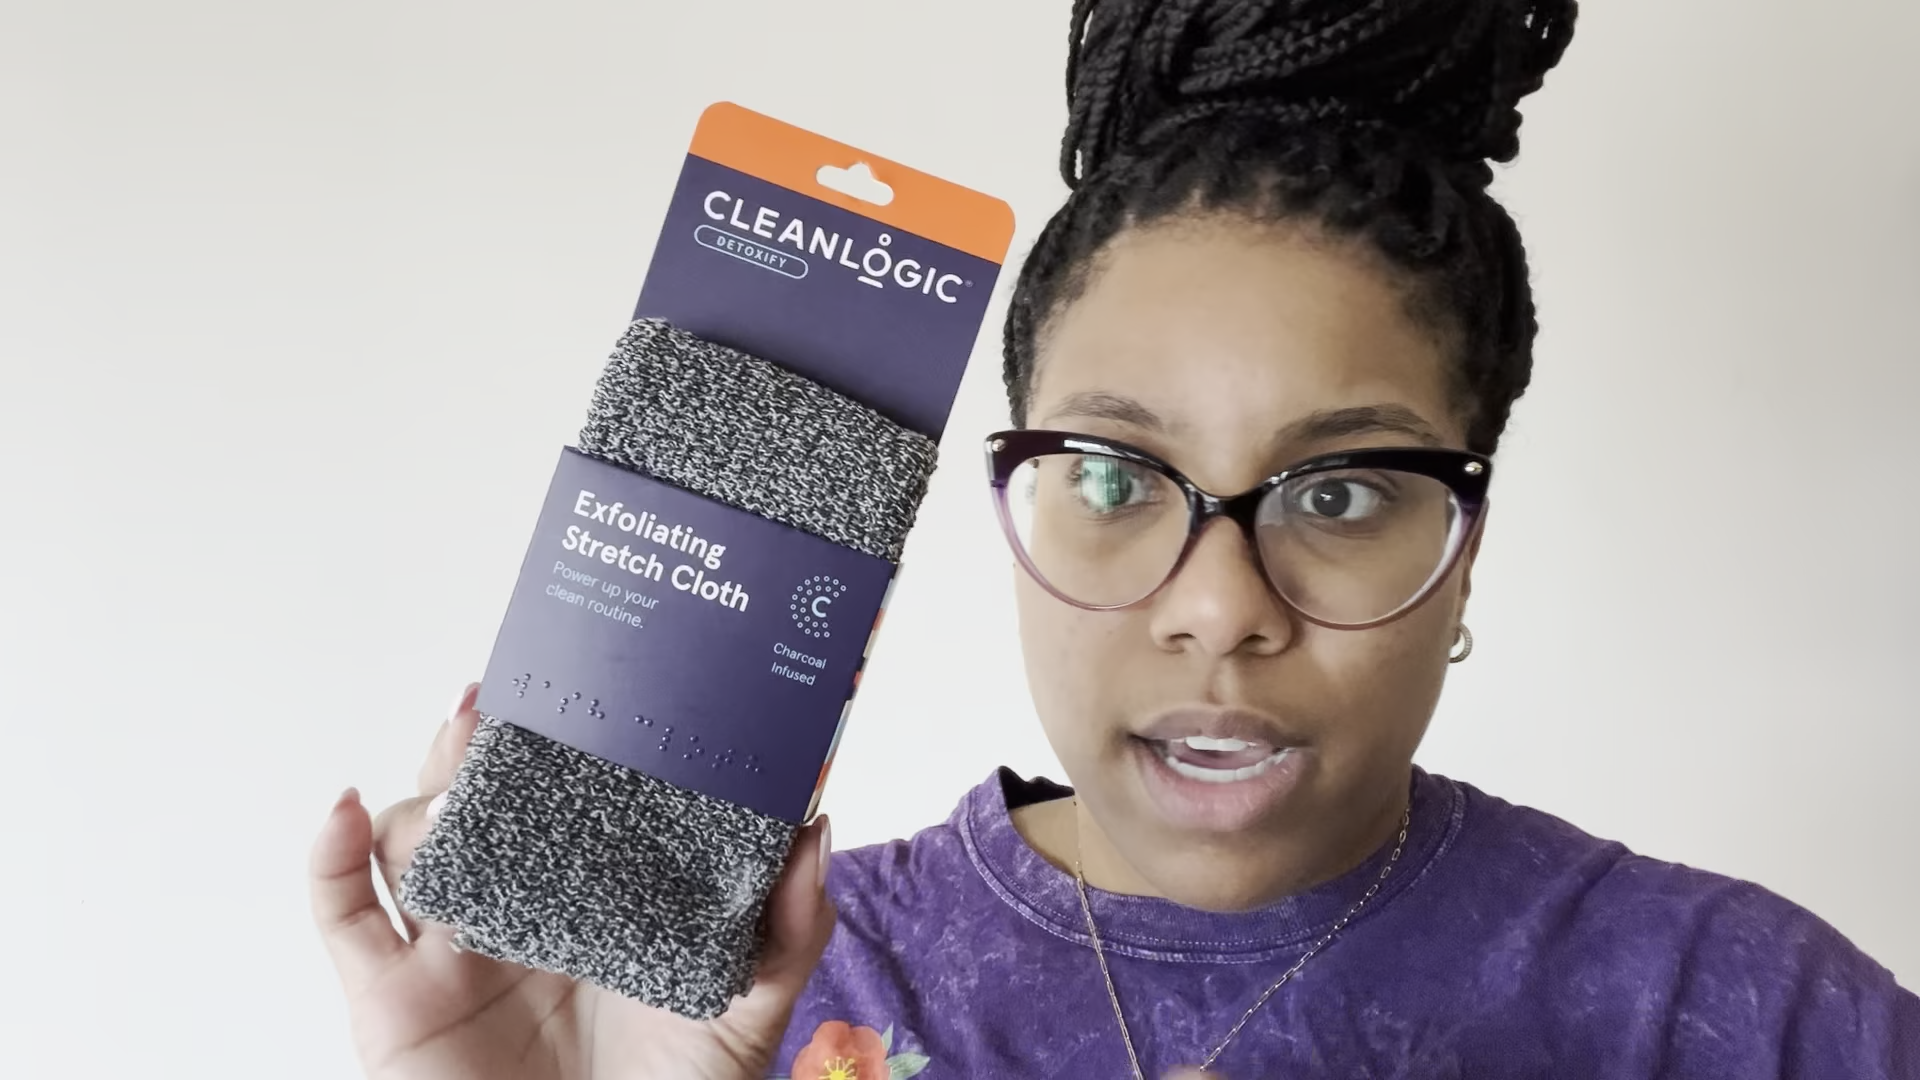 CLEANLOGIC®
DETOXIFY
Exfoliating
Stretch Cloth
Power up your
clean routine.
C
Charcoal
Infused